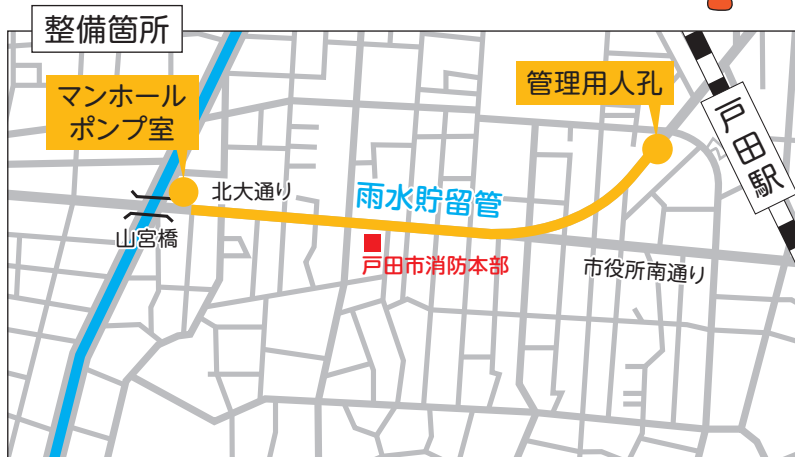 整備箇所
マンホール
ポンプ室
管理用人孔
戸田駅
北大通り
雨水貯留管
山宮橋
戸田市消防本部
市役所南通り